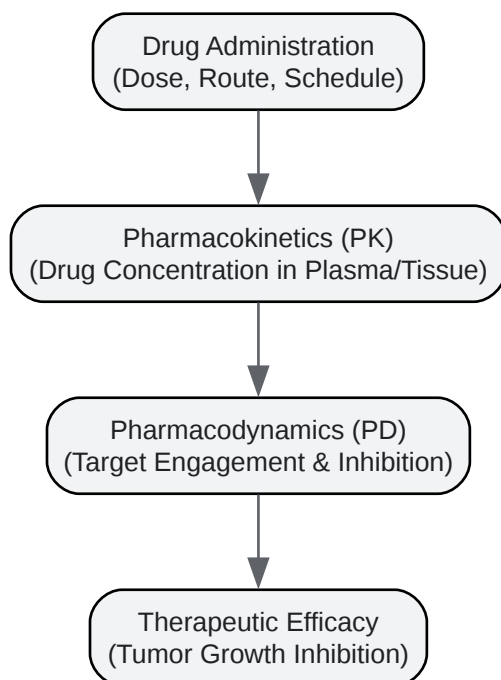 Drug Administration
(Dose, Route, Schedule)
Pharmacokinetics (PK)
(Drug Concentration in Plasma/Tissue)
Pharmacodynamics (PD)
(Target Engagement & Inhibition)
Therapeutic Efficacy
(Tumor Growth Inhibition)